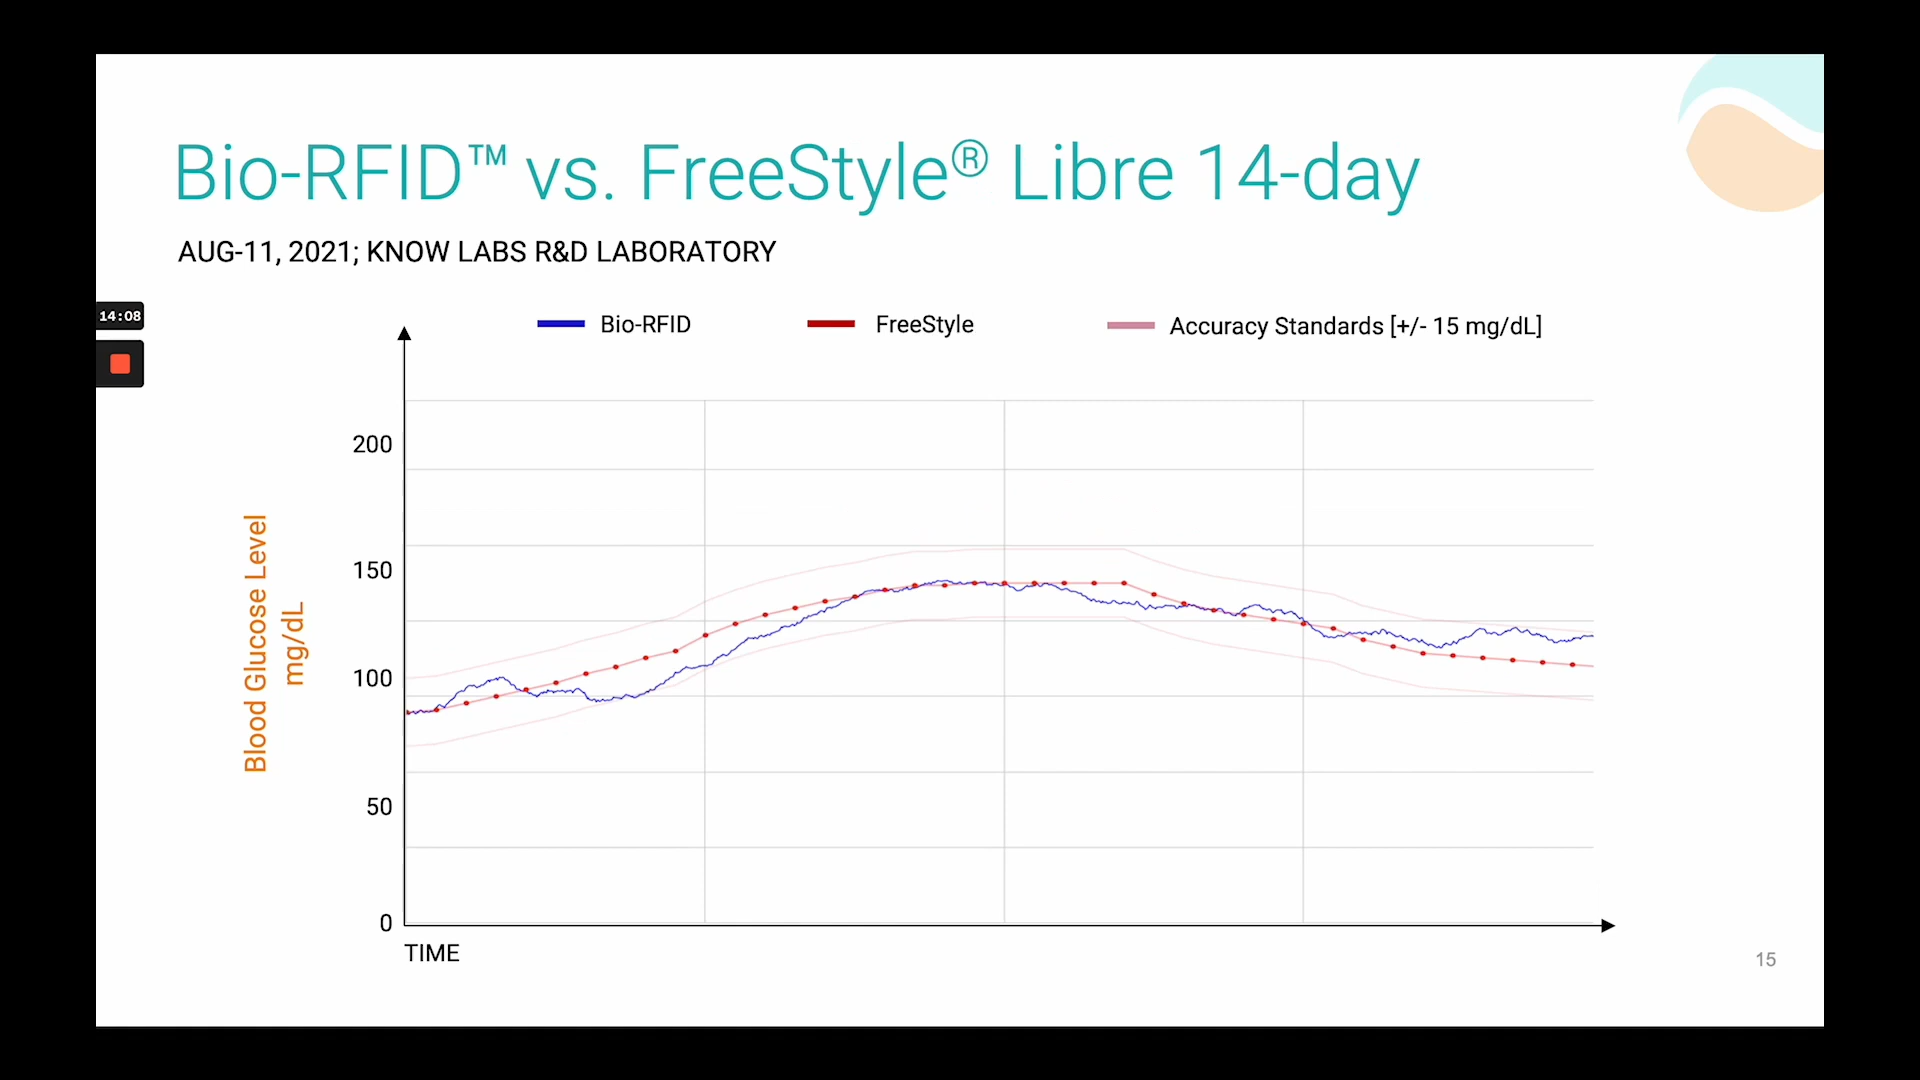 Bio-RFID™ vs. FreeStyle® Libre 14-day
AUG-11, 2021; KNOW LABS R&D LABORATORY
14:08
Bio-RFID
FreeStyle
Accuracy Standards [+/- 15 mg/dL]
200
150
100
50
0
Blood Glucose Level
mg/dL
TIME
15